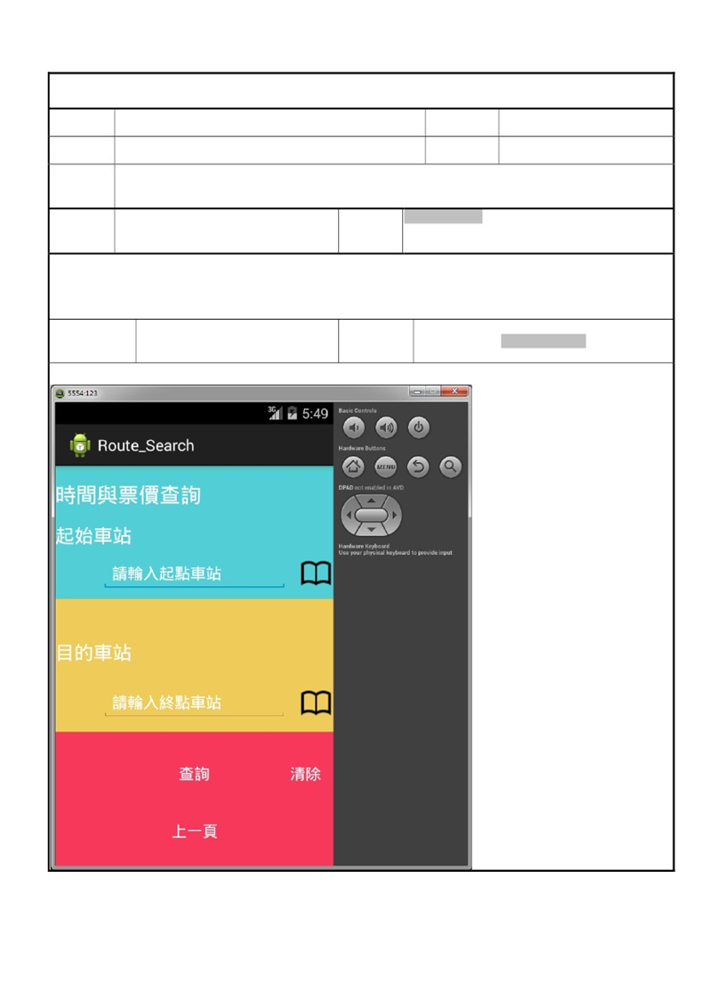 5554:123
5:49
3G
Route_Search
時間與票價查詢
起始車站
請輸入起點車站
目的車站
請輸入終點車站
查詢
清除
上一頁
Basic Controls
Hardware Buttons
MENU
DPAD not enabled in AVD
Hardware Keyboard
Use your physical keyboard to provide input